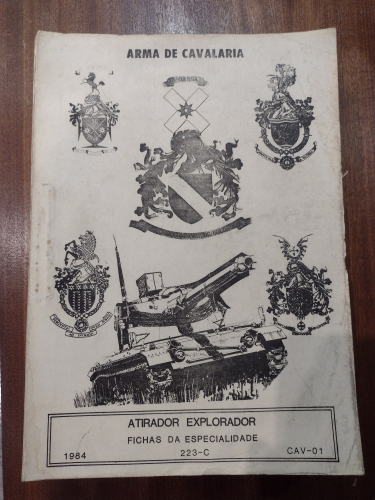 ARMA DE CAVALARIA
ATIRADOR EXPLORADOR
FICHAS DA ESPECIALIDADE
1984 223-C CAV-01